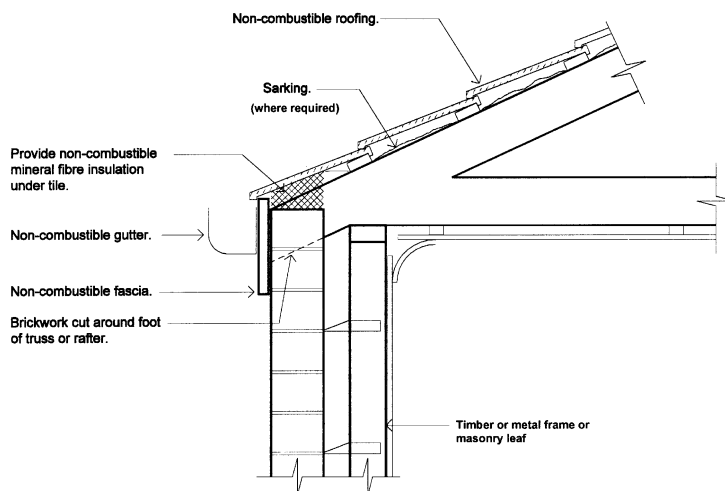 Non-combustible roofing.
Sarking.
(where required)
Provide non-combustible
mineral fibre insulation
under tile.
Non-combustible gutter.
Non-combustible fascia.
Brickwork cut around foot
of truss or rafter.
Timber or metal frame or
masonry leaf